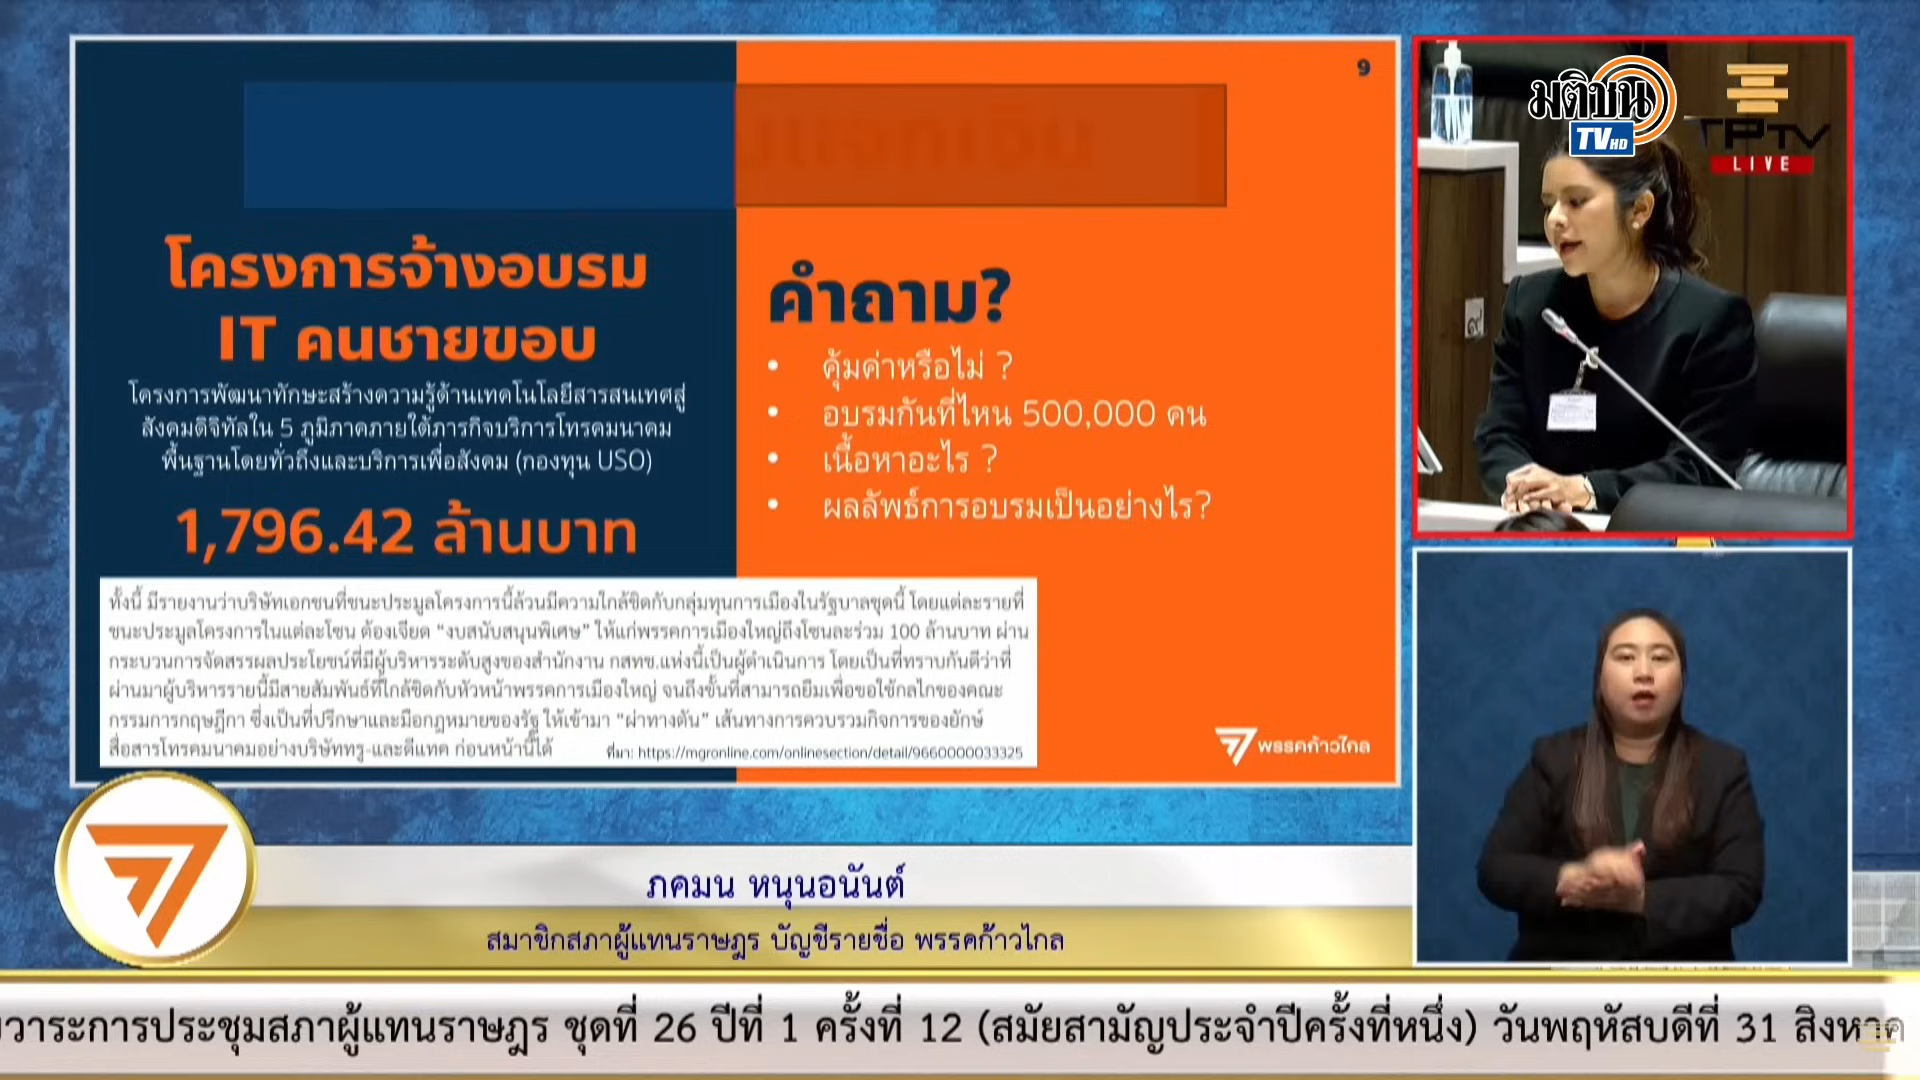 9
โครงการจ้างอบรม
IT คนชายขอบ
โครงการพัฒนาทักษะสร้างความรู้ด้านเทคโนโลยีสารสนเทศสู่
สังคมดิจิทัลใน 5 ภูมิภาคภายใต้ภารกิจบริการโทรคมนาคม
พื้นฐานโดยทั่วถึงและบริการเพื่อสังคม (กองทุน USO)
1,796.42 ล้านบาท
คำถาม?
• คุ้มค่าหรือไม่ ?
• อบรมกันที่ไหน 500,000 คน
• เนื้อหาอะไร ?
• ผลลัพธ์การอบรมเป็นอย่างไร?
ทั้งนี้ มีรายงานว่าบริษัทเอกชนที่ชนะประมูลโครงการนี้ล้วนมีความใกล้ชิดกับกลุ่มทุนการเมืองในรัฐบาลชุดนี้ โดยแต่ละรายที่
ชนะประมูลโครงการในแต่ละโซน ต้องเจียด “งบสนับสนุนพิเศษ” ให้แก่พรรคการเมืองใหญ่ถึงโซนละร่วม 100 ล้านบาท ผ่าน
กระบวนการจัดสรรผลประโยชน์ที่มีผู้บริหารระดับสูงของสำนักงาน กสทช.แห่งนี้เป็นผู้ดำเนินการ โดยเป็นที่ทราบกันดีว่าที่
ผ่านมาผู้บริหารรายนี้มีสายสัมพันธ์ที่ใกล้ชิดกับหัวหน้าพรรคการเมืองใหญ่ จนถึงขั้นที่สามารถยืมเพื่อขอใช้กลไกของคณะ
กรรมการกฤษฎีกา ซึ่งเป็นที่ปรึกษาและมือกฎหมายของรัฐ ให้เข้ามา “ผ่าทางตัน” เส้นทางการควบรวมกิจการของยักษ์
สื่อสารโทรคมนาคมอย่างบริษัททรู-และดีแทค ก่อนหน้านี้ได้
ที่มา: https://mgronline.com/onlinesection/detail/9660000033325
พรรคก้าวไกล
มติชน
TV HD
TPTV
LIVE
ภคมน หนุนอนันต์
สมาชิกสภาผู้แทนราษฎร บัญชีรายชื่อ พรรคก้าวไกล
วาระการประชุมสภาผู้แทนราษฎร ชุดที่ 26 ปีที่ 1 ครั้งที่ 12 (สมัยสามัญประจำปีครั้งที่หนึ่ง) วันพฤหัสบดีที่ 31 สิงหาค